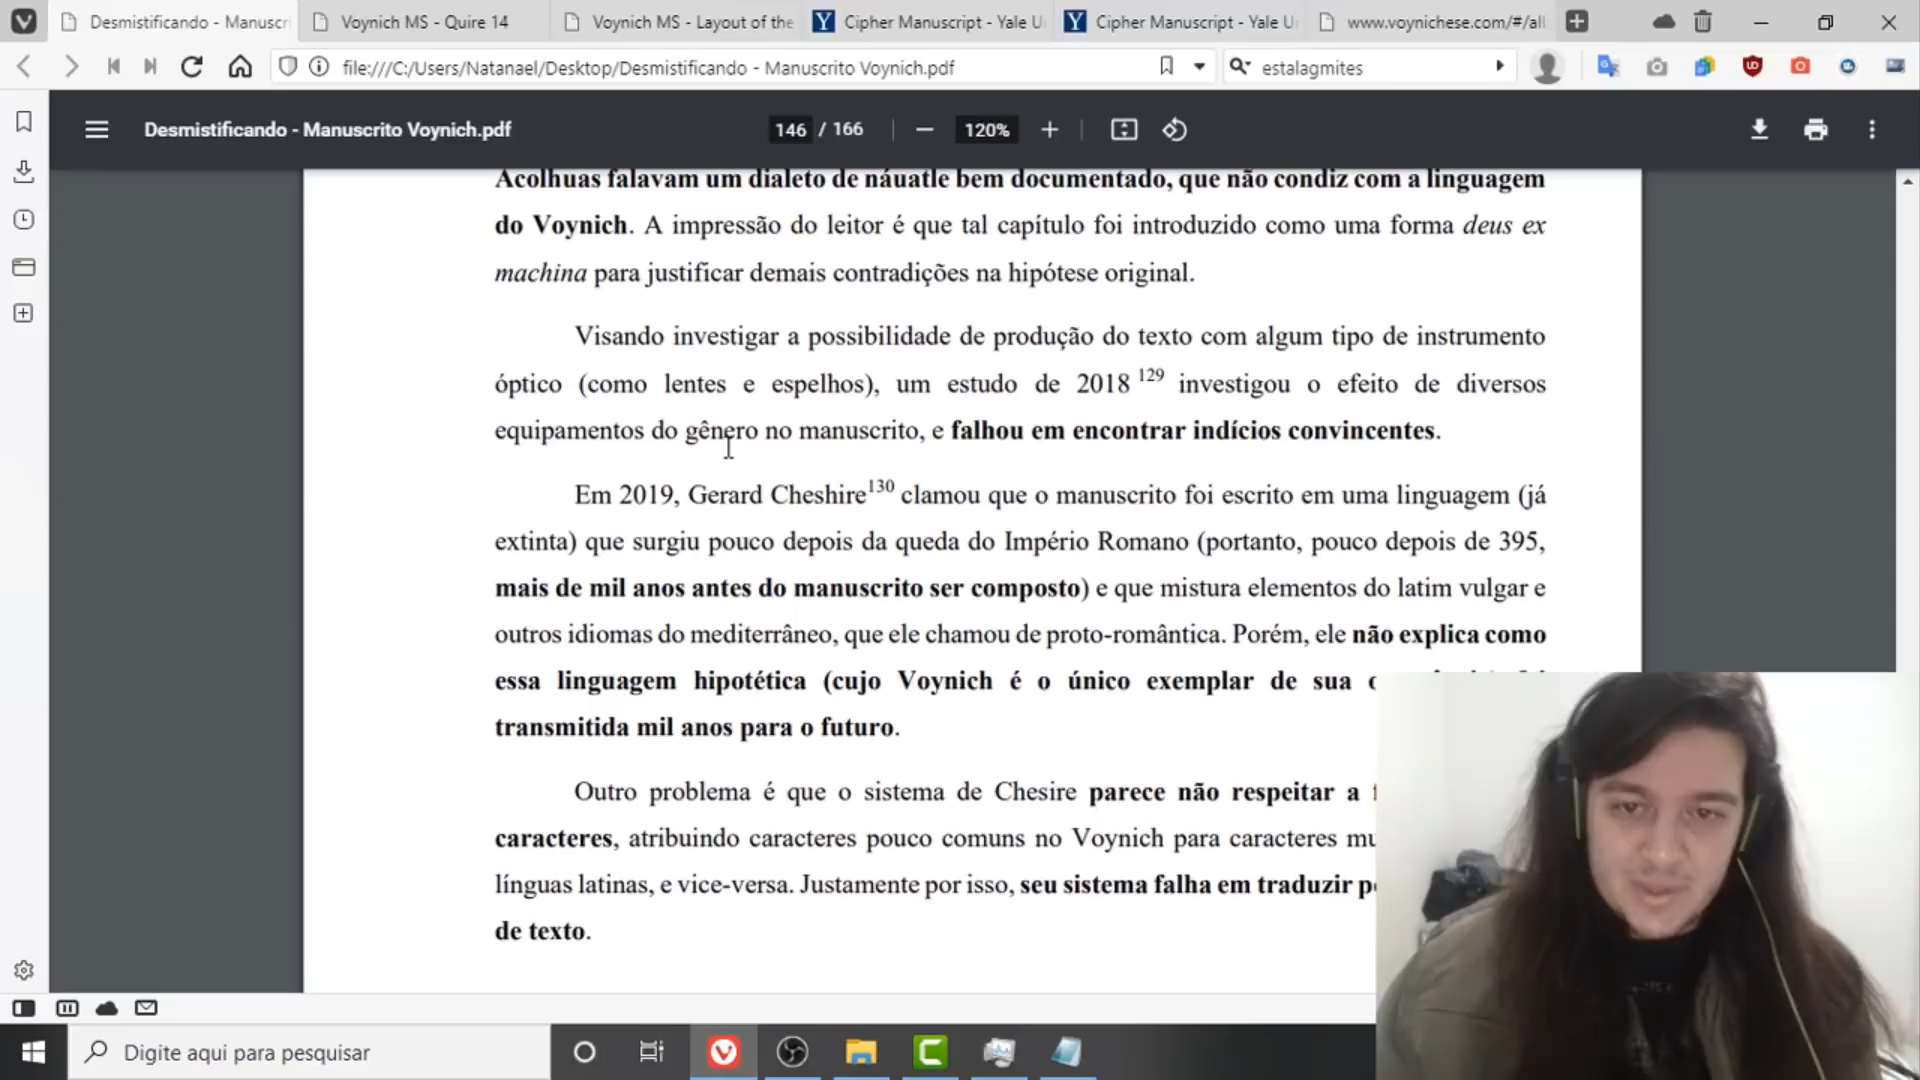 Desmistificando - Manuscri
Voynich MS - Quire 14
Voynich MS - Layout of the
Cipher Manuscript - Yale U
Cipher Manuscript - Yale U
www.voynichese.com/#/all
file:///C:/Users/Natanael/Desktop/Desmistificando - Manuscrito Voynich.pdf
estalagmites
Desmistificando - Manuscrito Voynich.pdf
146 / 166
120%
Acolhuas falavam um dialeto de náuatle bem documentado, que não condiz com a linguagem
do Voynich. A impressão do leitor é que tal capítulo foi introduzido como uma forma deus ex
machina para justificar demais contradições na hipótese original.
Visando investigar a possibilidade de produção do texto com algum tipo de instrumento
óptico (como lentes e espelhos), um estudo de 2018 129 investigou o efeito de diversos
equipamentos do gênero no manuscrito, e falhou em encontrar indícios convincentes.
Em 2019, Gerard Cheshire130 clamou que o manuscrito foi escrito em uma linguagem (já
extinta) que surgiu pouco depois da queda do Império Romano (portanto, pouco depois de 395,
mais de mil anos antes do manuscrito ser composto) e que mistura elementos do latim vulgar e
outros idiomas do mediterrâneo, que ele chamou de proto-romântica. Porém, ele não explica como
essa linguagem hipotética (cujo Voynich é o único exemplar de sua
transmitida mil anos para o futuro.
Outro problema é que o sistema de Chesire parece não respeitar a
caracteres, atribuindo caracteres pouco comuns no Voynich para caracteres mu
línguas latinas, e vice-versa. Justamente por isso, seu sistema falha em traduzir p
de texto.
Digite aqui para pesquisar